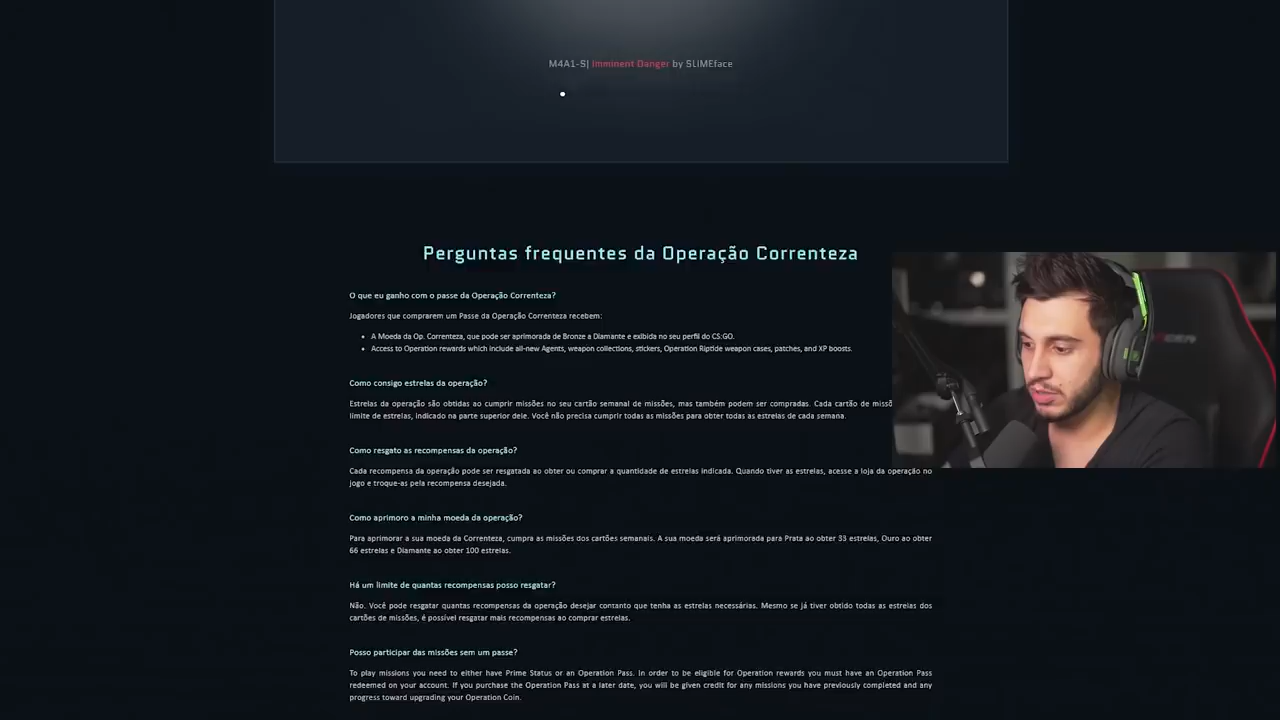 M4A1-S| Imminent Danger by SLIMEface
Perguntas frequentes da Operação Correnteza
O que eu ganho com o passe da Operação Correnteza?
Jogadores que comprarem um Passe da Operação Correnteza recebem:
• A Moeda da Op. Correnteza, que pode ser aprimorada de Bronze a Diamante e exibida no seu perfil do CS:GO.
• Access to Operation rewards which include all-new Agents, weapon collections, stickers, Operation Riptide weapon cases, patches, and XP boosts.
Como consigo estrelas da operação?
Estrelas da operação são obtidas ao cumprir missões no seu cartão semanal de missões, mas também podem ser compradas. Cada cartão de
limite de estrelas, indicado na parte superior dele. Você não precisa cumprir todas as missões para obter todas as estrelas de cada semana.
Como resgato as recompensas da operação?
Cada recompensa da operação pode ser resgatada ao obter ou comprar a quantidade de estrelas indicada. Quando tiver as estrelas, acesse a loja da operação no
jogo e troque-as pela recompensa desejada.
Como aprimoro a minha moeda da operação?
Para aprimorar a sua moeda da Correnteza, cumpra as missões dos cartões semanais. A sua moeda será aprimorada para Prata ao obter 33 estrelas, Ouro ao obter
66 estrelas e Diamante ao obter 100 estrelas.
Há um limite de quantas recompensas posso resgatar?
Não. Você pode resgatar quantas recompensas da operação desejar contanto que tenha as estrelas necessárias. Mesmo se já tiver obtido todas as estrelas dos
cartões de missões, é possível resgatar mais recompensas ao comprar estrelas.
Posso participar das missões sem um passe?
To play missions you need to either have Prime Status or an Operation Pass. In order to be eligible for Operation rewards you must have an Operation Pass
redeemed on your account. If you purchase the Operation Pass at a later date, you will be given credit for any missions you have previously completed and any
progress toward upgrading your Operation Coin.